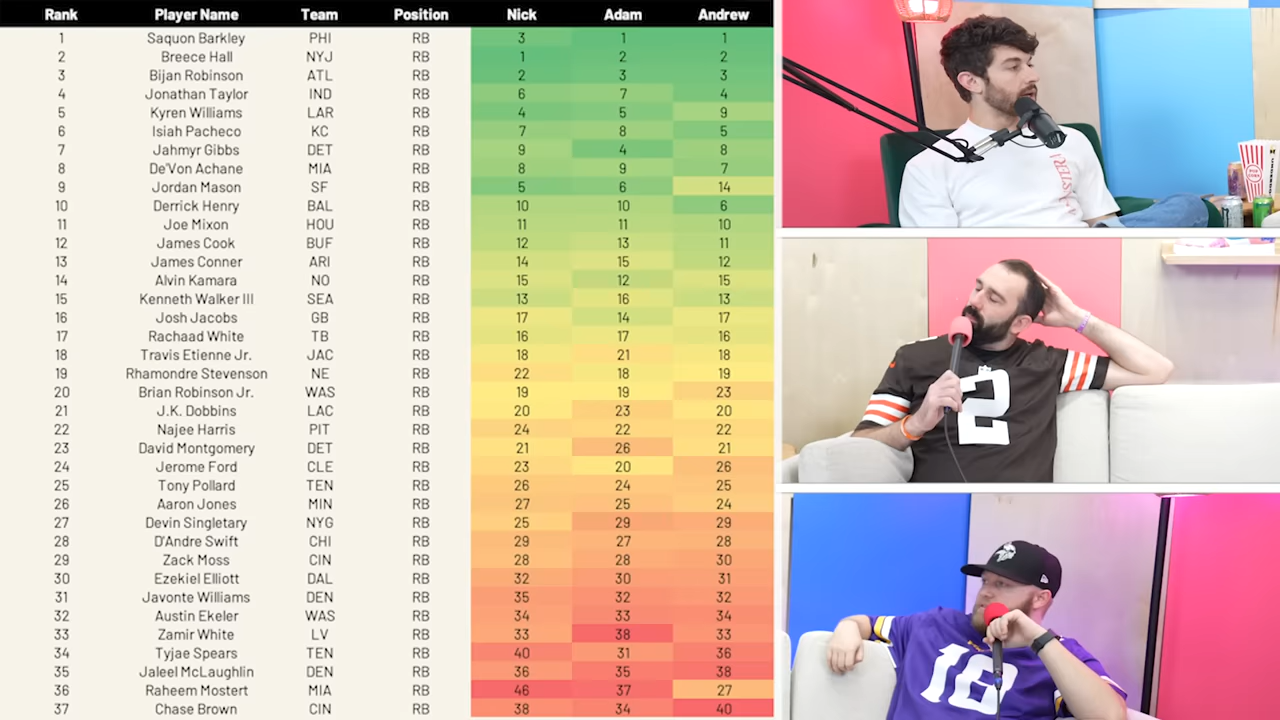 Rank Player Name Team Position Nick Adam Andrew
1 Saquon Barkley PHI RB 3 1 1
2 Breece Hall NYJ RB 1 2 2
3 Bijan Robinson ATL RB 2 3 3
4 Jonathan Taylor IND RB 6 7 4
5 Kyren Williams LAR RB 4 5 9
6 Isiah Pacheco KC RB 7 8 5
7 Jahmyr Gibbs DET RB 9 4 8
8 De'Von Achane MIA RB 8 9 7
9 Jordan Mason SF RB 5 6 14
10 Derrick Henry BAL RB 10 10 6
11 Joe Mixon HOU RB 11 11 10
12 James Cook BUF RB 12 13 11
13 James Conner ARI RB 14 15 12
14 Alvin Kamara NO RB 15 12 15
15 Kenneth Walker III SEA RB 13 16 13
16 Josh Jacobs GB RB 17 14 17
17 Rachaad White TB RB 16 17 16
18 Travis Etienne Jr. JAC RB 18 21 18
19 Rhamondre Stevenson NE RB 22 18 19
20 Brian Robinson Jr. WAS RB 19 19 23
21 J.K. Dobbins LAC RB 20 23 20
22 Najee Harris PIT RB 24 22 22
23 David Montgomery DET RB 21 26 21
24 Jerome Ford CLE RB 23 20 26
25 Tony Pollard TEN RB 26 24 25
26 Aaron Jones MIN RB 27 25 24
27 Devin Singletary NYG RB 25 29 29
28 D'Andre Swift CHI RB 29 27 28
29 Zack Moss CIN RB 28 28 30
30 Ezekiel Elliott DAL RB 32 30 31
31 Javonte Williams DEN RB 35 32 32
32 Austin Ekeler WAS RB 34 33 34
33 Zamir White LV RB 33 38 33
34 Tyjae Spears TEN RB 40 31 36
35 Jaleel McLaughlin DEN RB 36 35 38
36 Raheem Mostert MIA RB 46 37 27
37 Chase Brown CIN RB 38 34 40
2
18